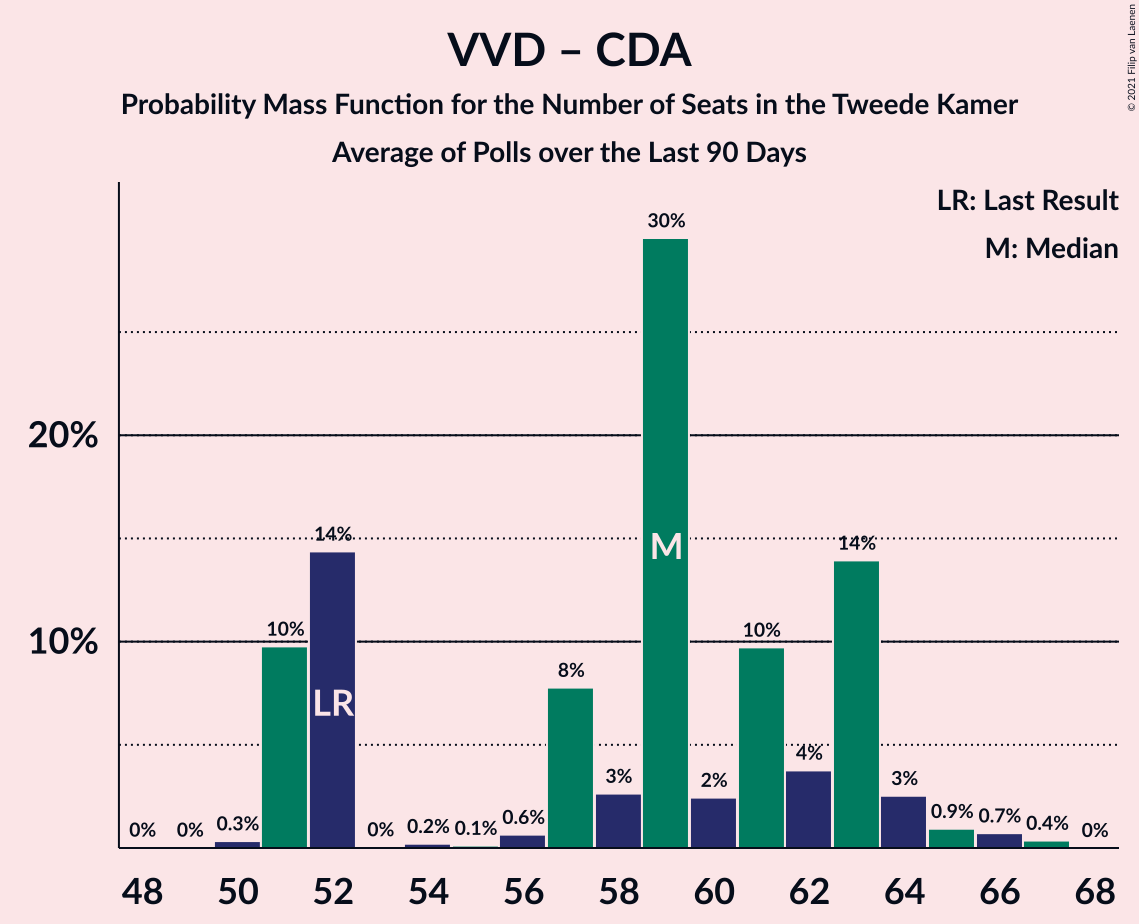 VVD – CDA
Probability Mass Function for the Number of Seats in the Tweede Kamer
Average of Polls over the Last 90 Days
© 2021 Filip van Laenen
LR: Last Result
M: Median
20%
10%
0%
0%
0.3%
10%
14%
0%
0.2%
0.1%
0.6%
8%
3%
30%
2%
10%
4%
14%
3%
0.9%
0.7%
0.4%
0%
LR
M
48 50 52 54 56 58 60 62 64 66 68